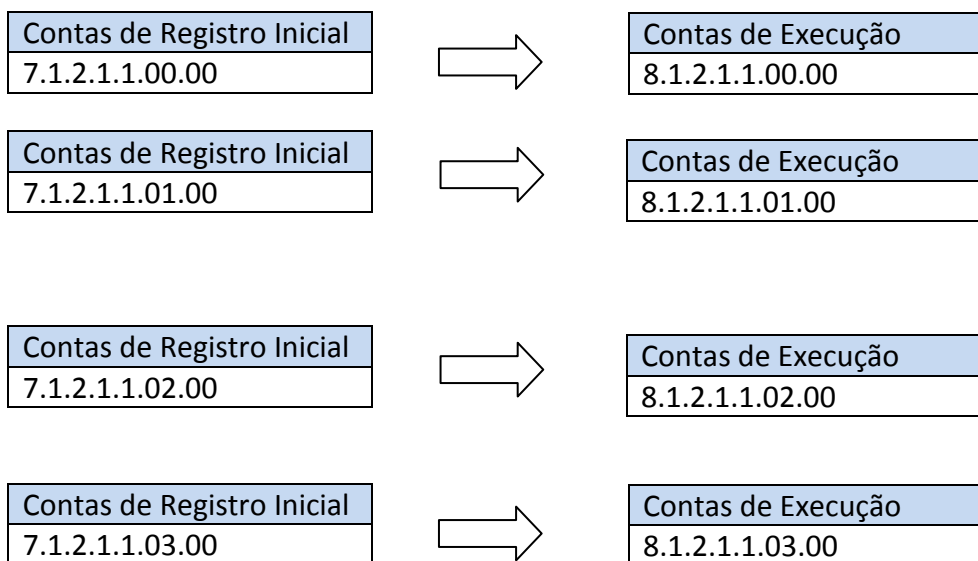 Contas de Registro Inicial
7.1.2.1.1.00.00
Contas de Execução
8.1.2.1.1.00.00
Contas de Registro Inicial
7.1.2.1.1.01.00
Contas de Execução
8.1.2.1.1.01.00
Contas de Registro Inicial
7.1.2.1.1.02.00
Contas de Execução
8.1.2.1.1.02.00
Contas de Registro Inicial
7.1.2.1.1.03.00
Contas de Execução
8.1.2.1.1.03.00